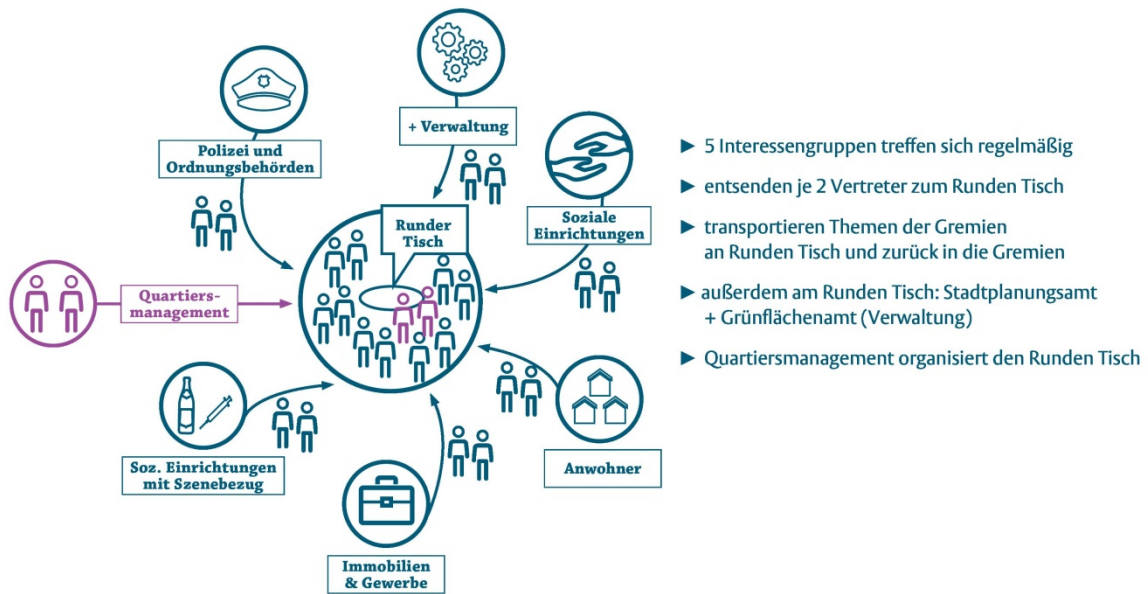 + Verwaltung
Polizei und
Ordnungsbehörden
Soziale
Einrichtungen
Runder
Tisch
Quartiers-
management
Soz. Einrichtungen
mit Szenebezug
Immobilien
& Gewerbe
Anwohner
► 5 Interessengruppen treffen sich regelmäßig
► entsenden je 2 Vertreter zum Runden Tisch
► transportieren Themen der Gremien
an Runden Tisch und zurück in die Gremien
► außerdem am Runden Tisch: Stadtplanungsamt
+ Grünflächenamt (Verwaltung)
► Quartiersmanagement organisiert den Runden Tisch